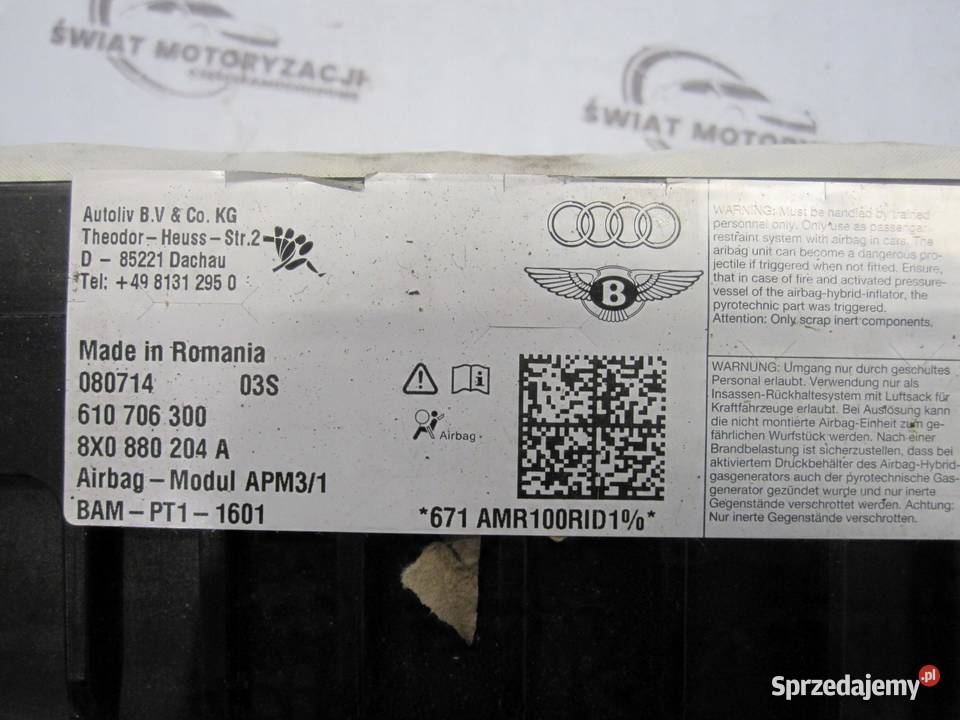 ŚWIAT MOTORYZACJI
ŚWIAT MOTORYZACJI
Autoliv B.V & Co. KG
Theodor-Heuss-Str.2
D - 85221 Dachau
Tel: +49 8131 295 0
B
Made in Romania
080714 03S
610 706 300
8X0 880 204 A
Airbag-Modul APM3/1
BAM-PT1-1601
Airbag
*671 AMR100RID1%*
WARNING: Must be handled by trained
personnel only. Only use as passenger
restraint system with airbag in cars. The
aribag unit can become a dangerous pro-
jectile if triggered when not fitted. Ensure,
that in case of fire and activated pressure-
vessel of the airbag-hybrid-inflator, the
pyrotechnic part was triggered.
Attention: Only scrap inert components.
WARNUNG: Umgang nur durch geschultes
Personal erlaubt. Verwendung nur als
Insassen-Rückhaltesystem mit Luftsack für
Kraftfahrzeuge erlaubt. Bei Auslösung kann
die nicht montierte Airbag-Einheit zum ge-
fährlichen Wurfstück werden. Nach einer
Brandbelastung ist sicherzustellen, dass bei
aktiviertem Druckbehälter des Airbag-Hybrid-
gasgenerators auch der pyrotechnische Gas-
generator gezündet wurde und nur inerte
Gegenstände verschrottet werden. Achtung:
Nur inerte Gegenstände verschrotten.
Sprzedajemy.pl